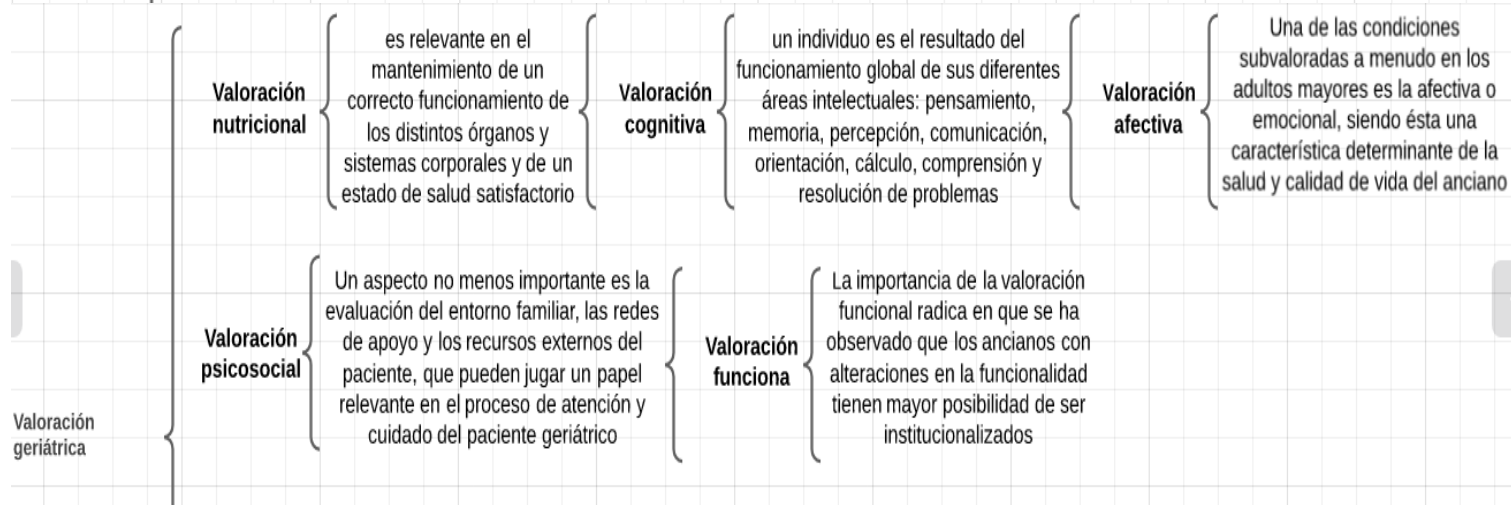 Valoración
nutricional
es relevante en el
mantenimiento de un
correcto funcionamiento de
los distintos órganos y
sistemas corporales y de un
estado de salud satisfactorio
Valoración
cognitiva
un individuo es el resultado del
funcionamiento global de sus diferentes
áreas intelectuales: pensamiento,
memoria, percepción, comunicación,
orientación, cálculo, comprensión y
resolución de problemas
Valoración
afectiva
Una de las condiciones
subvaloradas a menudo en los
adultos mayores es la afectiva o
emocional, siendo ésta una
característica determinante de la
salud y calidad de vida del anciano
Valoración
psicosocial
Un aspecto no menos importante es la
evaluación del entorno familiar, las redes
de apoyo y los recursos externos del
paciente, que pueden jugar un papel
relevante en el proceso de atención y
cuidado del paciente geriátrico
Valoración
funciona
La importancia de la valoración
funcional radica en que se ha
observado que los ancianos con
alteraciones en la funcionalidad
tienen mayor posibilidad de ser
institucionalizados
Valoración
geriátrica